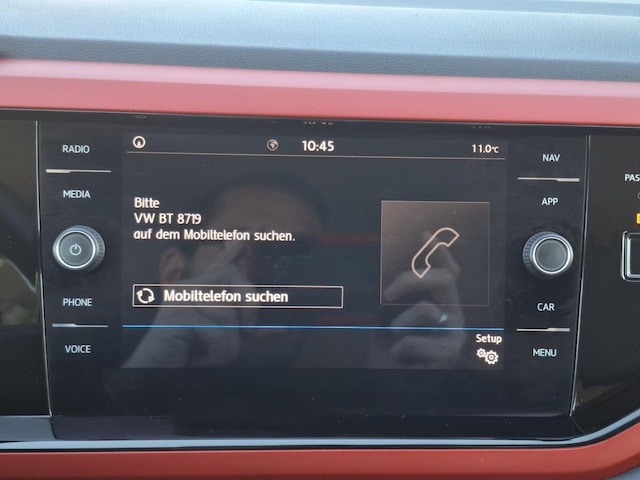 RADIO
MEDIA
PHONE
VOICE
10:45
11.0°C
Bitte
VW BT 8719
auf dem Mobiltelefon suchen.
Mobiltelefon suchen
Setup
NAV
APP
CAR
MENU
PAS